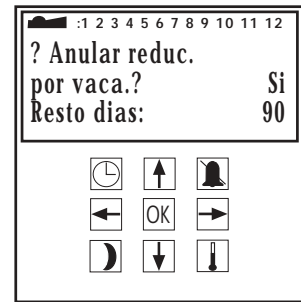 :1 2 3 4 5 6 7 8 9 10 11 12
? Anular reduc.
por vaca.? Si
Resto dias: 90
OK